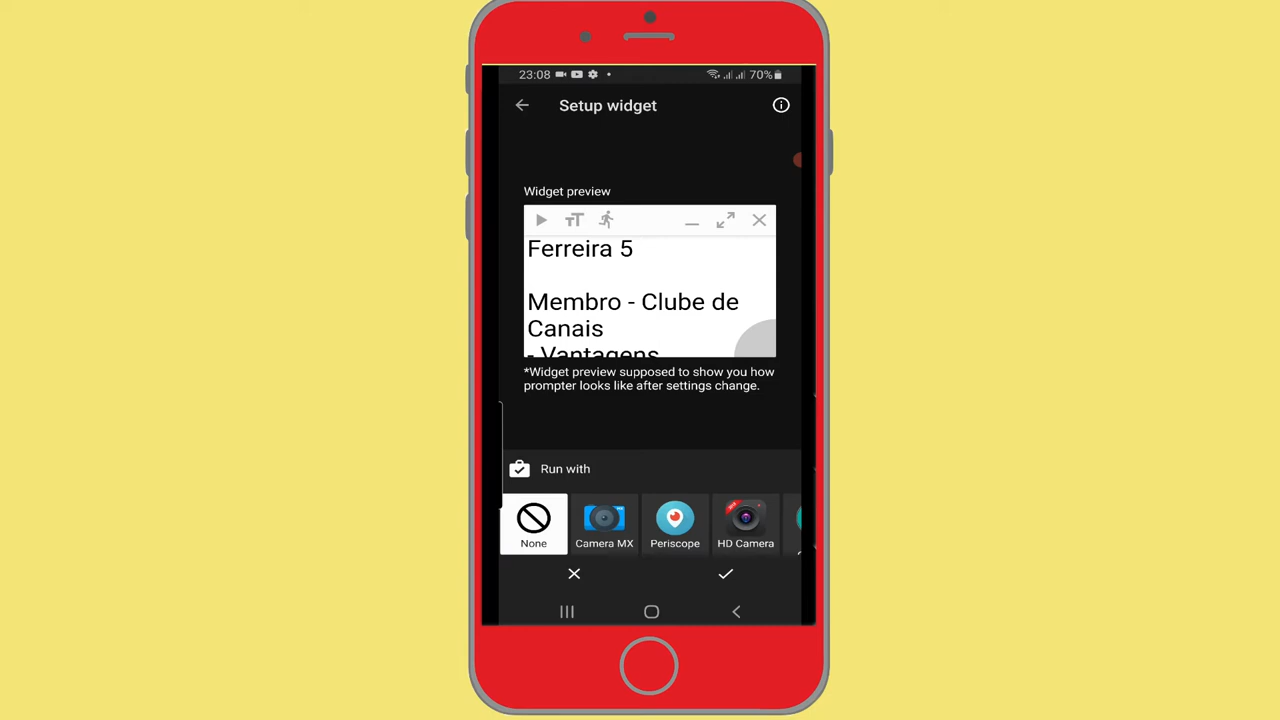 23:08 70%
Setup widget
Widget preview
Ferreira 5
Membro - Clube de
Canais
- Vantagens
*Widget preview supposed to show you how
prompter looks like after settings change.
Run with
None Camera MX Periscope HD Camera